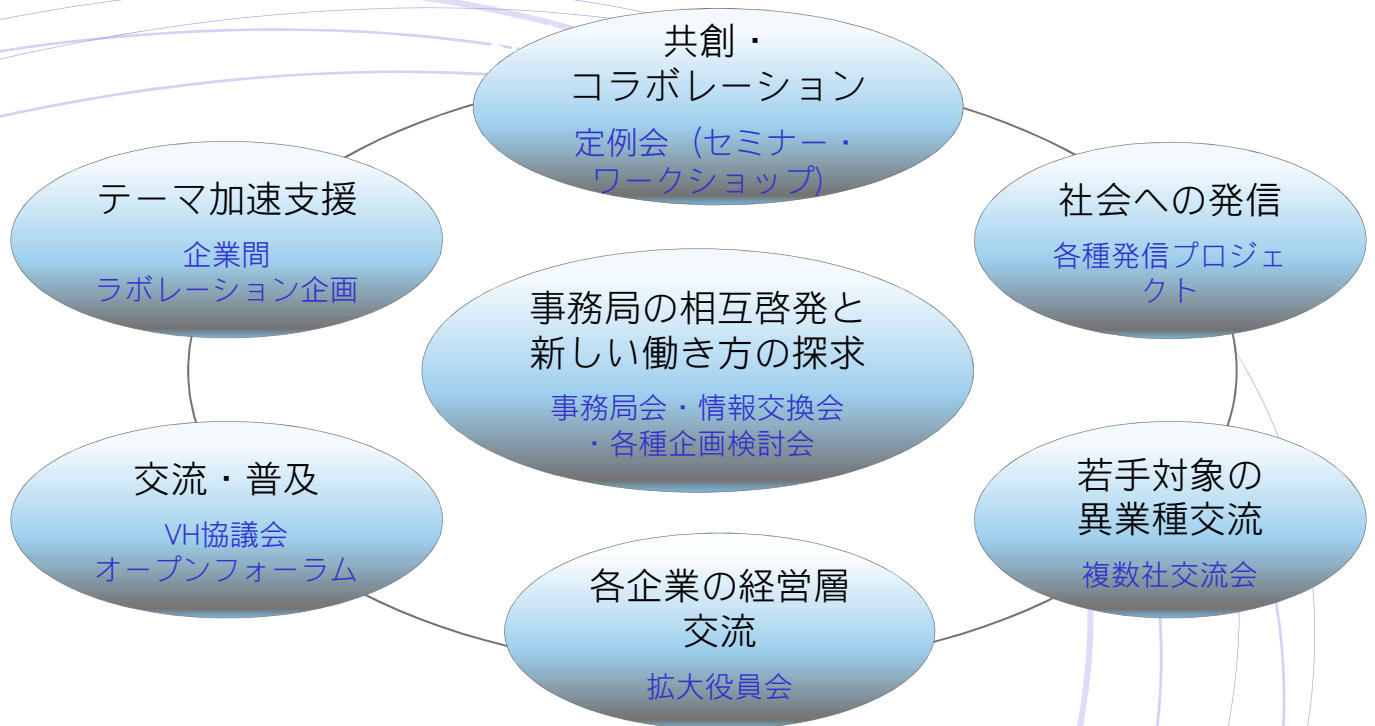 共創・
コラボレーション
定例会（セミナー・
ワークショップ）
テーマ加速支援
企業間
ラボレーション企画
社会への発信
各種発信プロジェ
クト
事務局の相互啓発と
新しい働き方の探求
事務局会・情報交換会
・各種企画検討会
交流・普及
VH協議会
オープンフォーラム
若手対象の
異業種交流
複数社交流会
各企業の経営層
交流
拡大役員会